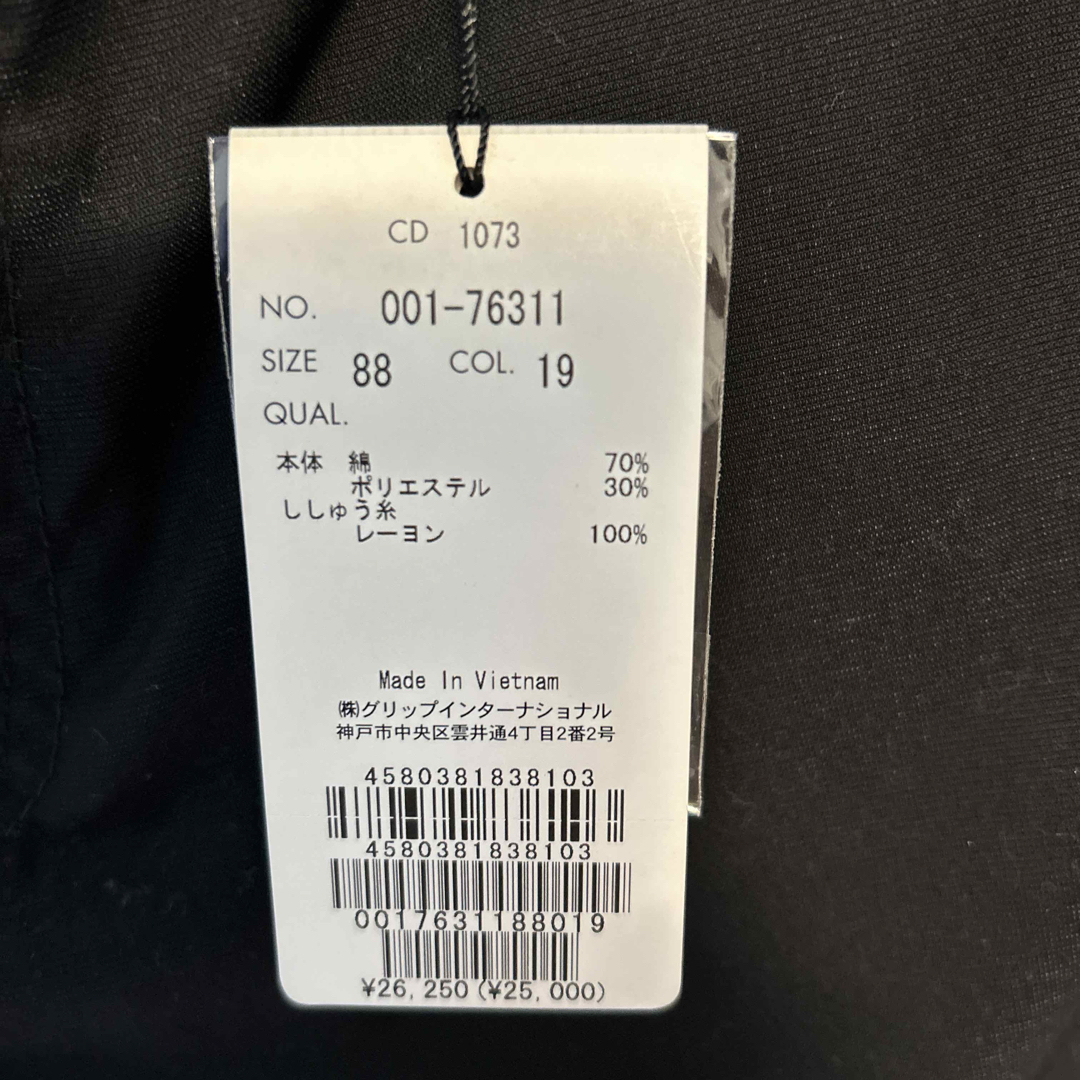 CD 1073
NO. 001-76311
SIZE 88 COL. 19
QUAL.
本体 綿 70%
ポリエステル 30%
ししゅう糸
レーヨン 100%
Made In Vietnam
㈱グリップインターナショナル
神戸市中央区雲井通4丁目2番2号
4580381838103
4580381838103
0017631188019
¥26,250 (¥25,000)